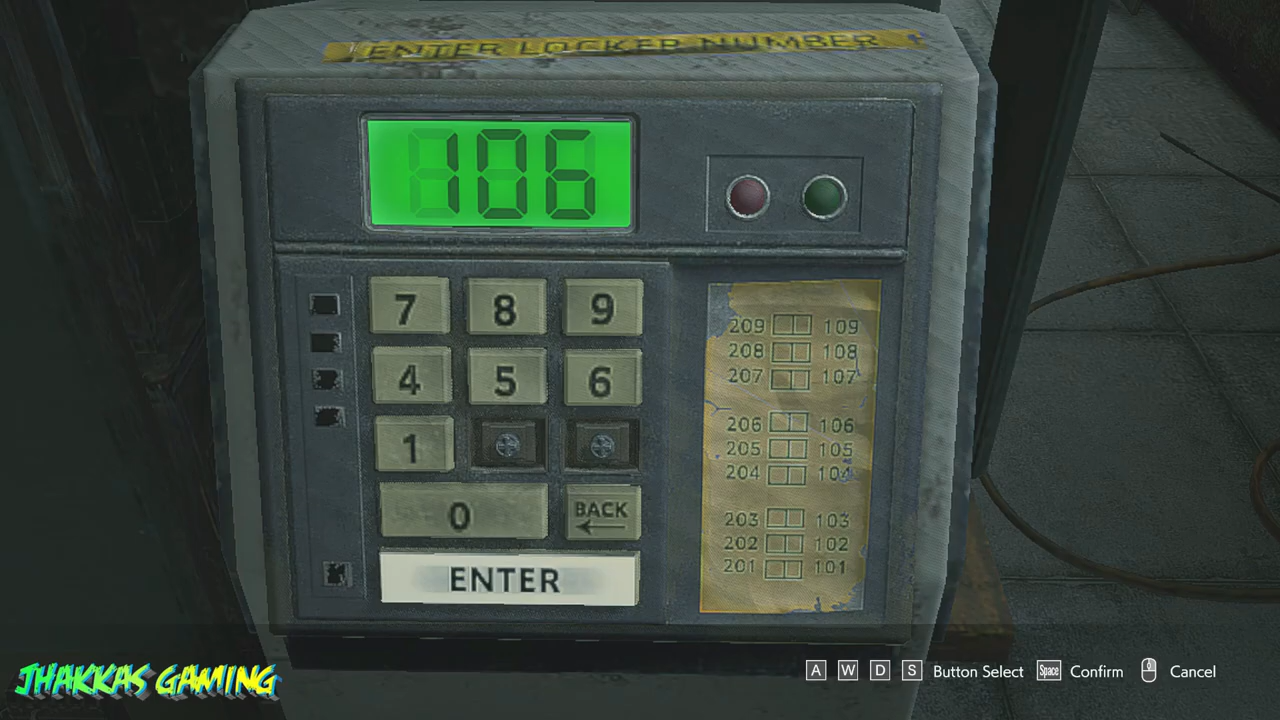 ENTER LOCKER NUMBER
106
7 8 9
4 5 6
1
0 BACK
ENTER
209 109
208 108
207 107
206 106
205 105
204 104
203 103
202 102
201 101
JHAKKAS GAMING
A W D S Button Select Space Confirm Cancel